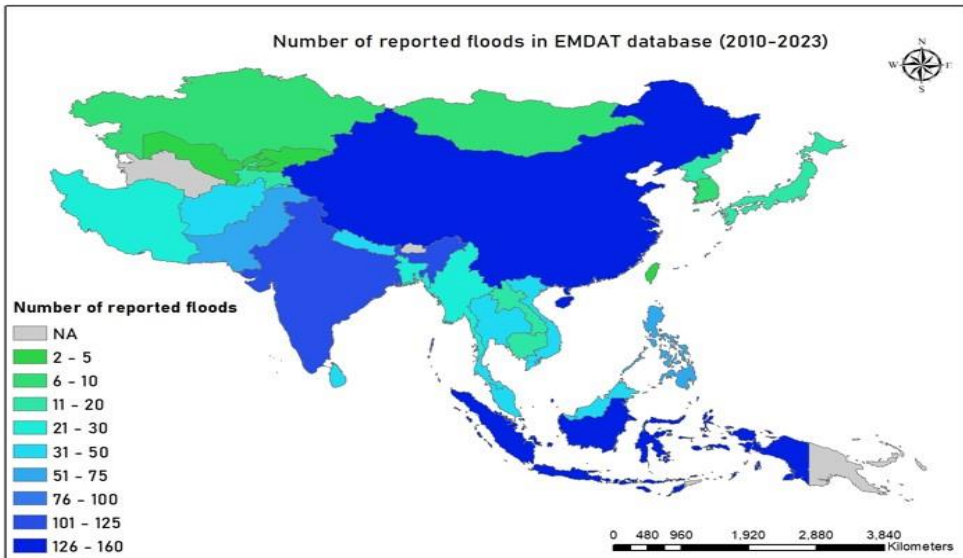 Number of reported floods in EMDAT database (2010-2023)
N
W E
S
Number of reported floods
NA
2 - 5
6 - 10
11 - 20
21 - 30
31 - 50
51 - 75
76 - 100
101 - 125
126 - 160
0 480 960 1,920 2,880 3,840
Kilometers